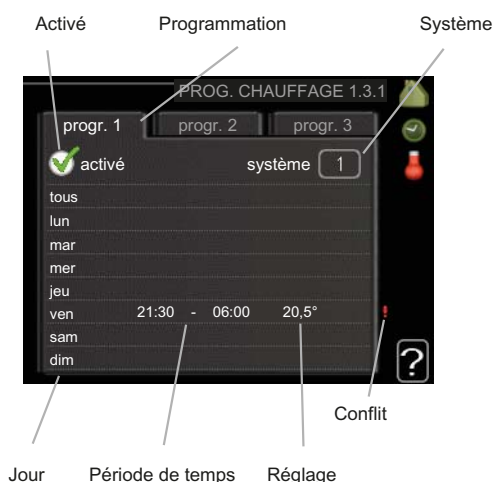 Activé Programmation Système
PROG. CHAUFFAGE 1.3.1
progr. 1 progr. 2 progr. 3
activé système 1
tous
lun
mar
mer
jeu
ven 21:30 - 06:00 20,5° !
sam
dim
?
Conflit
Jour Période de temps Réglage